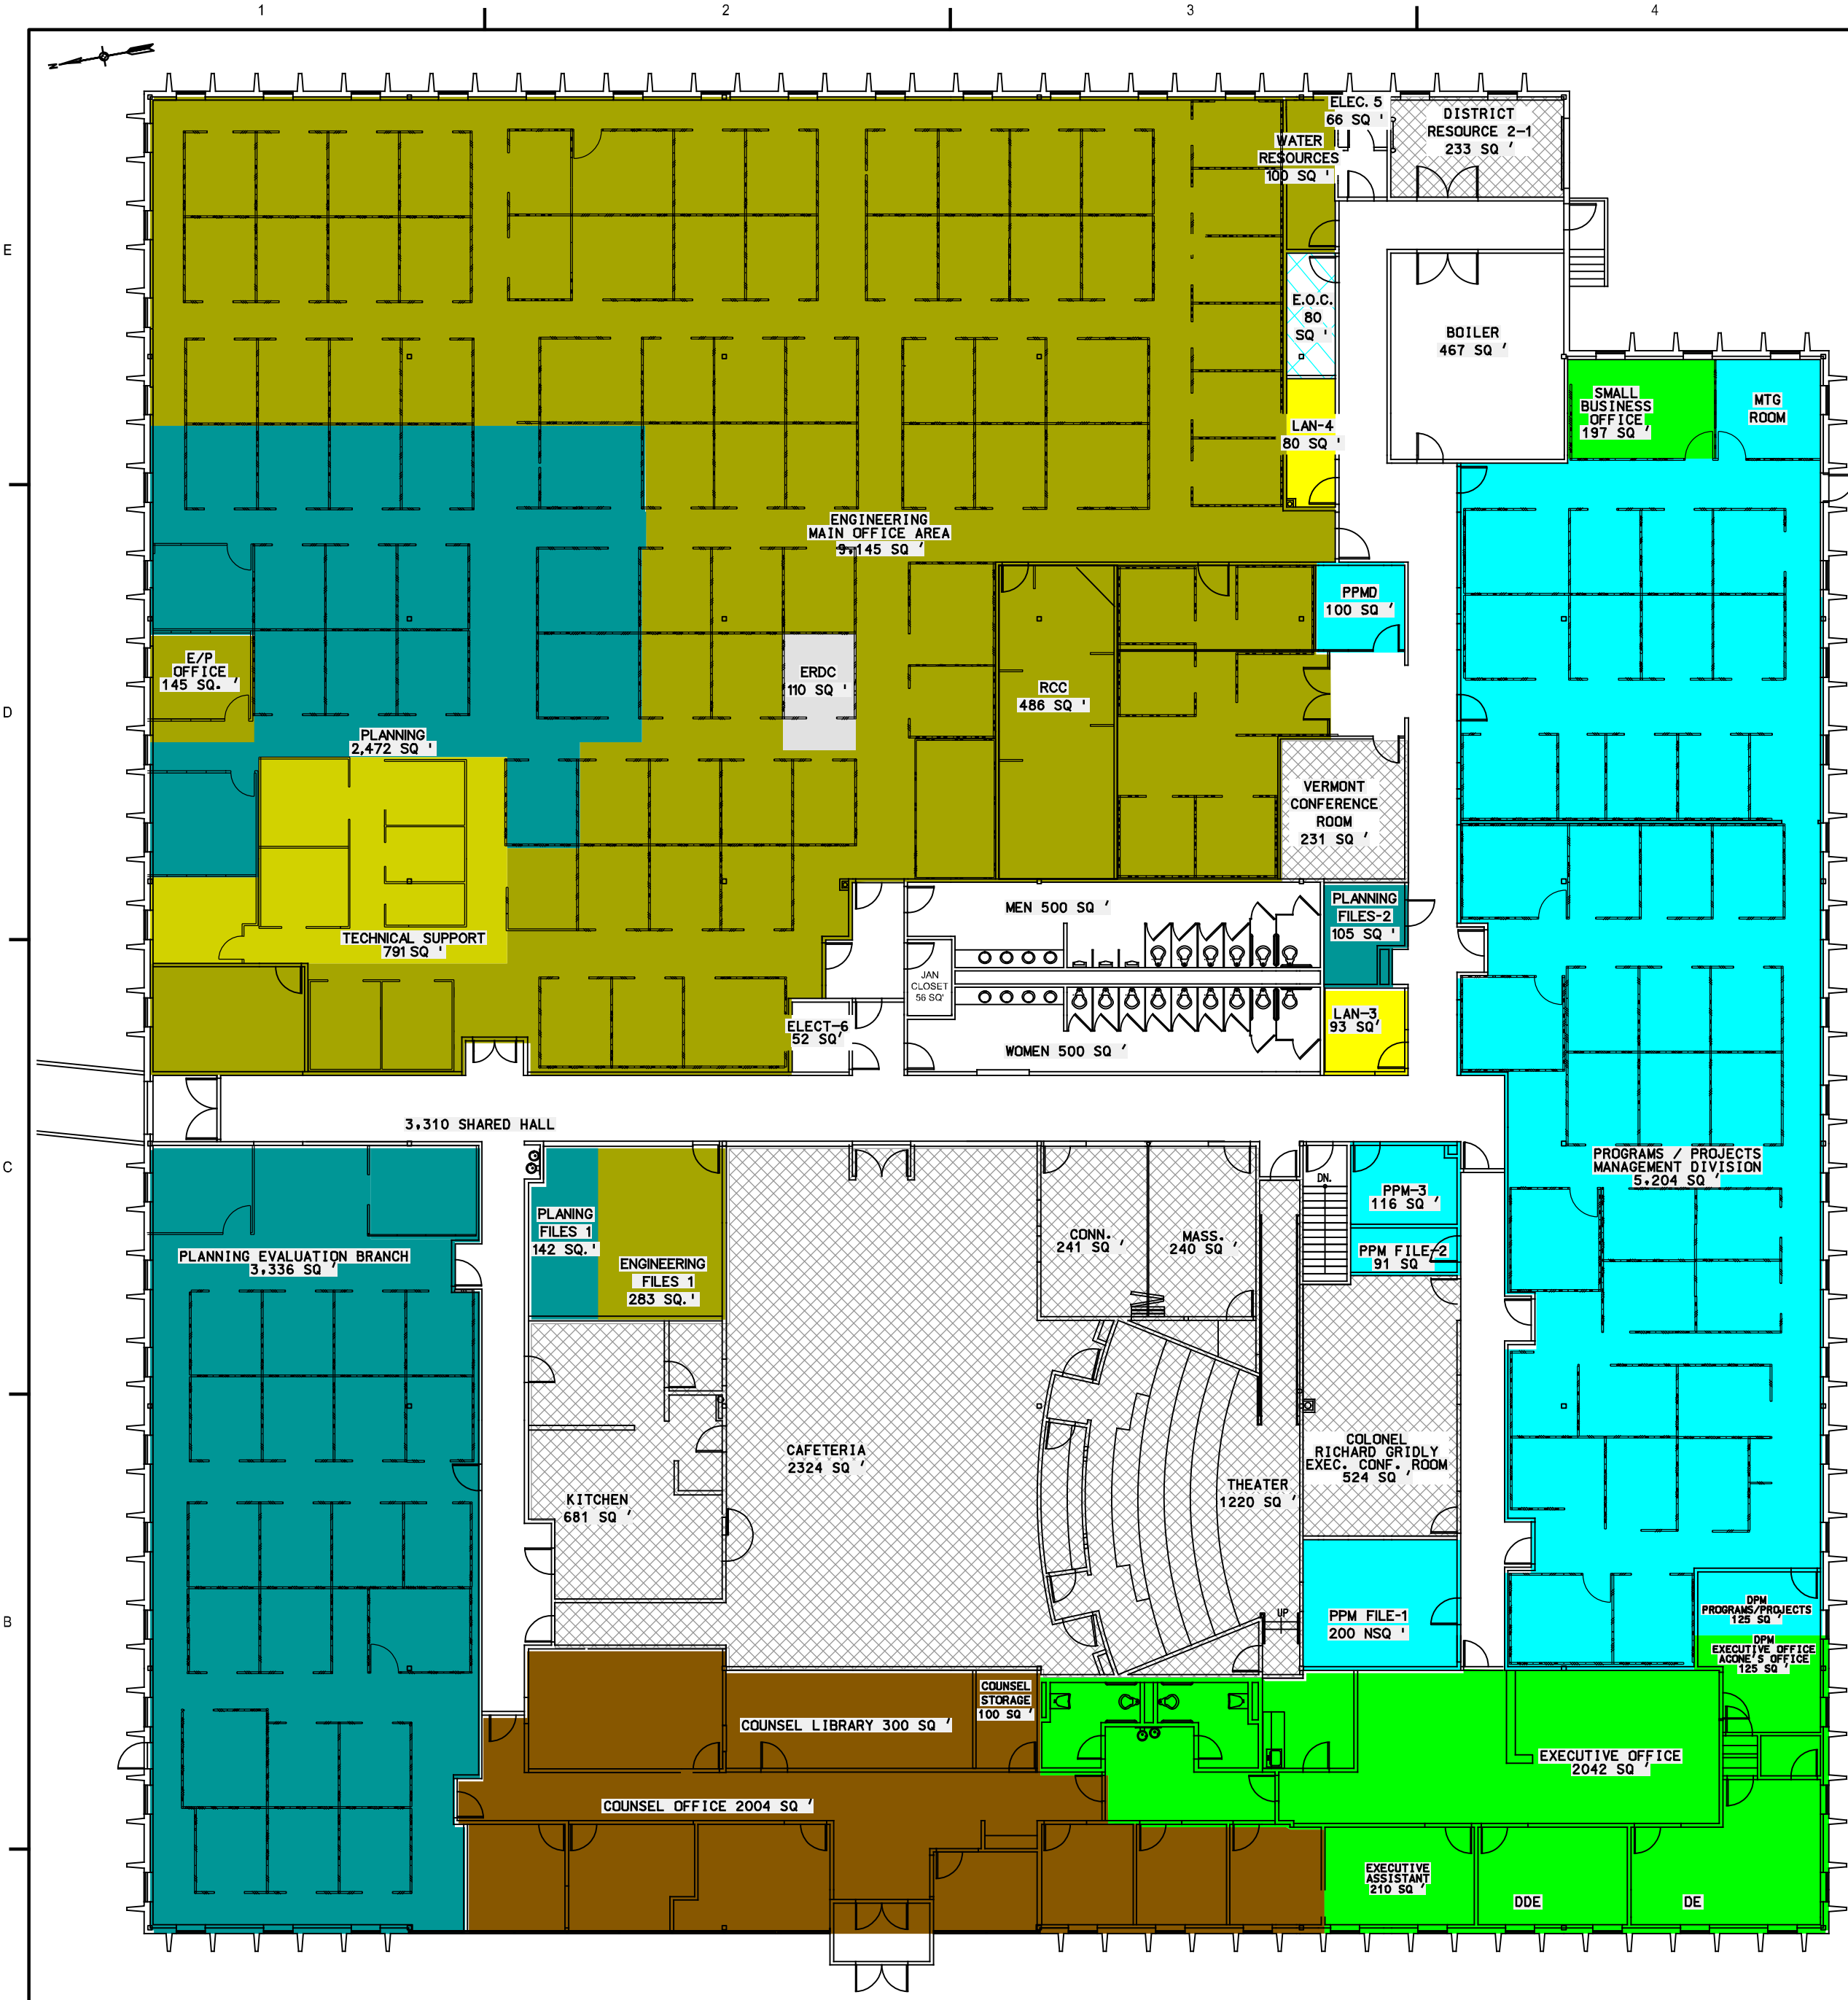 1 2 3 4
N
E
D
C
B
ELEC. 5
66 SQ '
DISTRICT
RESOURCE 2-1
233 SQ '
WATER
RESOURCES
100 SQ '
E.O.C.
80
SQ '
BOILER
467 SQ '
SMALL
BUSINESS
OFFICE
197 SQ '
MTG
ROOM
LAN-4
80 SQ '
ENGINEERING
MAIN OFFICE AREA
9,145 SQ '
PPMD
100 SQ '
E/P
OFFICE
145 SQ. '
ERDC
110 SQ '
RCC
486 SQ '
PLANNING
2,472 SQ '
VERMONT
CONFERENCE
ROOM
231 SQ '
MEN 500 SQ '
PLANNING
FILES-2
105 SQ '
TECHNICAL SUPPORT
791 SQ '
JAN
CLOSET
56 SQ'
ELECT-6
52 SQ'
LAN-3
93 SQ'
WOMEN 500 SQ '
3,310 SHARED HALL
PROGRAMS / PROJECTS
MANAGEMENT DIVISION
5,204 SQ '
DN.
PPM-3
116 SQ '
PLANING
FILES 1
142 SQ.'
CONN.
241 SQ '
MASS.
240 SQ '
PLANNING EVALUATION BRANCH
3,336 SQ '
PPM FILE-2
91 SQ '
ENGINEERING
FILES 1
283 SQ.'
CAFETERIA
2324 SQ '
COLONEL
RICHARD GRIDLY
EXEC. CONF. ROOM
524 SQ '
KITCHEN
681 SQ '
THEATER
1220 SQ '
UP
PPM FILE-1
200 NSQ '
DPM
PROGRAMS/PROJECTS
125 SQ '
DPM
EXECUTIVE OFFICE
ACONE'S OFFICE
125 SQ '
COUNSEL
STORAGE
100 SQ '
COUNSEL LIBRARY 300 SQ '
EXECUTIVE OFFICE
2042 SQ '
COUNSEL OFFICE 2004 SQ '
EXECUTIVE
ASSISTANT
210 SQ '
DDE
DE